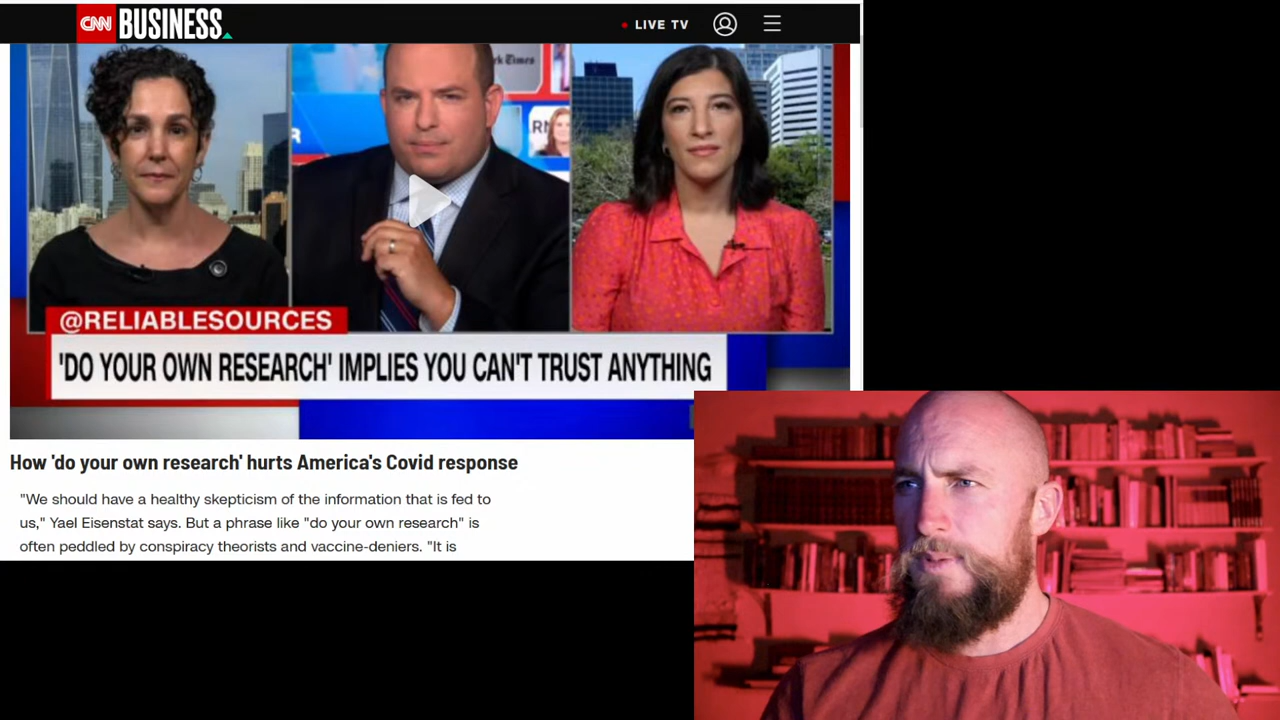 CNN BUSINESS
LIVE TV
rk Times
@RELIABLESOURCES
'DO YOUR OWN RESEARCH' IMPLIES YOU CAN'T TRUST ANYTHING
How 'do your own research' hurts America's Covid response
"We should have a healthy skepticism of the information that is fed to
us," Yael Eisenstat says. But a phrase like "do your own research" is
often peddled by conspiracy theorists and vaccine-deniers. "It is